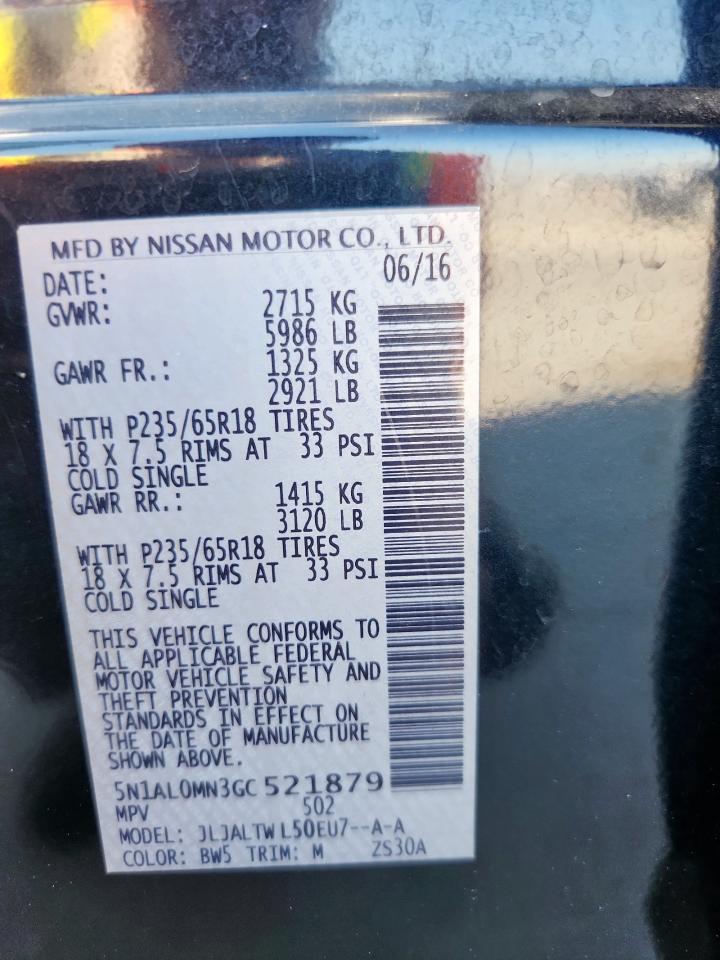 MFD BY NISSAN MOTOR CO., LTD.
DATE: 06/16
GVWR: 2715 KG
5986 LB
GAWR FR.: 1325 KG
2921 LB
WITH P235/65R18 TIRES
18 X 7.5 RIMS AT 33 PSI
COLD SINGLE
GAWR RR.: 1415 KG
3120 LB
WITH P235/65R18 TIRES
18 X 7.5 RIMS AT 33 PSI
COLD SINGLE
THIS VEHICLE CONFORMS TO
ALL APPLICABLE FEDERAL
MOTOR VEHICLE SAFETY AND
THEFT PREVENTION
STANDARDS IN EFFECT ON
THE DATE OF MANUFACTURE
SHOWN ABOVE.
5N1AL0MN3GC521879
MPV 502
MODEL: JLJALTWL50EU7--A-A
COLOR: BW5 TRIM: M ZS30A